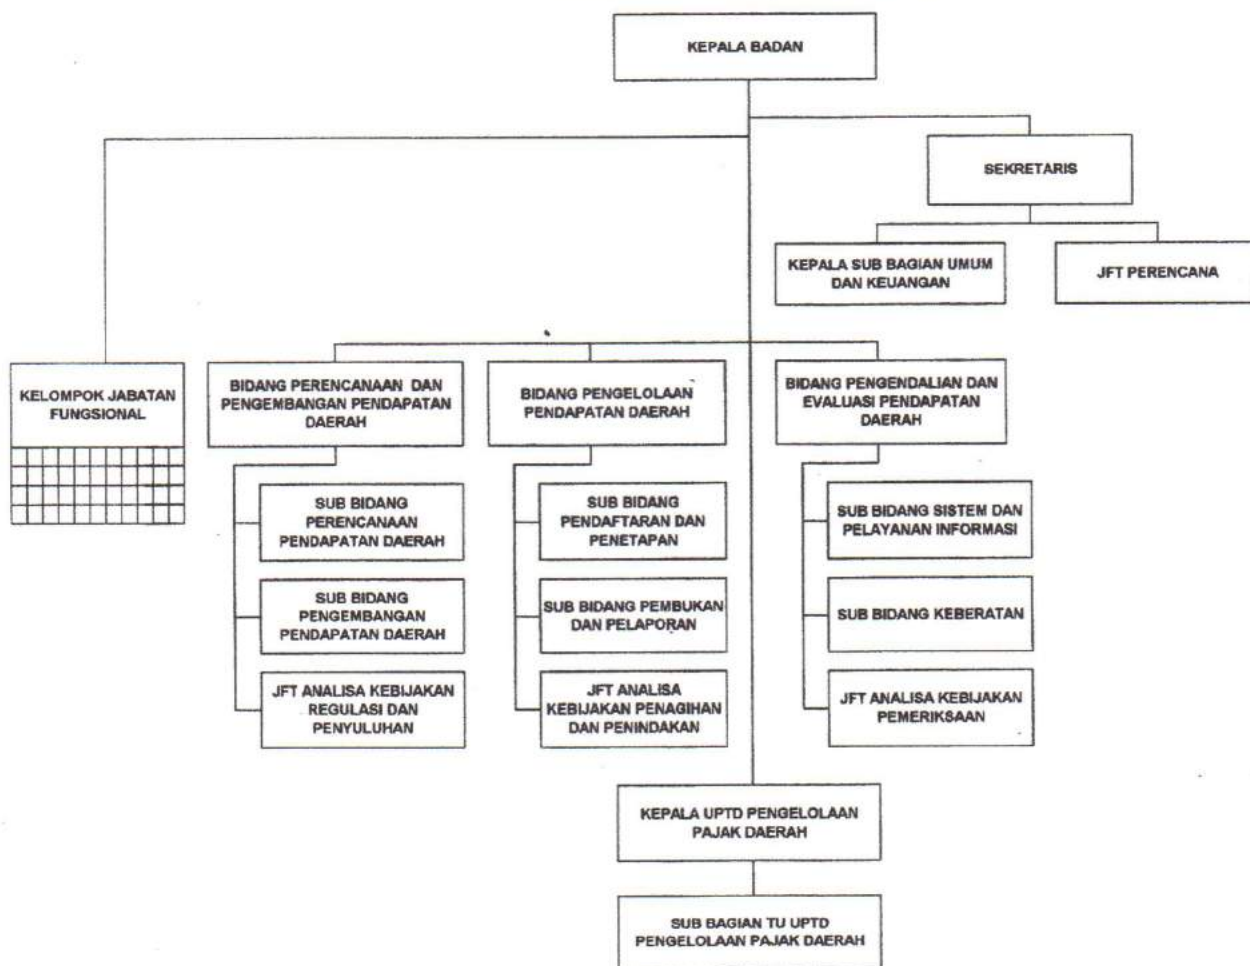 KEPALA BADAN
SEKRETARIS
KEPALA SUB BAGIAN UMUM
DAN KEUANGAN
JFT PERENCANA
KELOMPOK JABATAN
FUNGSIONAL
BIDANG PERENCANAAN DAN
PENGEMBANGAN PENDAPATAN
DAERAH
BIDANG PENGELOLAAN
PENDAPATAN DAERAH
BIDANG PENGENDALIAN DAN
EVALUASI PENDAPATAN
DAERAH
SUB BIDANG
PERENCANAAN
PENDAPATAN DAERAH
SUB BIDANG
PENDAFTARAN DAN
PENETAPAN
SUB BIDANG SISTEM DAN
PELAYANAN INFORMASI
SUB BIDANG
PENGEMBANGAN
PENDAPATAN DAERAH
SUB BIDANG PEMBUKAN
DAN PELAPORAN
SUB BIDANG KEBERATAN
JFT ANALISA KEBIJAKAN
REGULASI DAN
PENYULUHAN
JFT ANALISA
KEBIJAKAN PENAGIHAN
DAN PENINDAKAN
JFT ANALISA KEBIJAKAN
PEMERIKSAAN
KEPALA UPTD PENGELOLAAN
PAJAK DAERAH
SUB BAGIAN TU UPTD
PENGELOLAAN PAJAK DAERAH